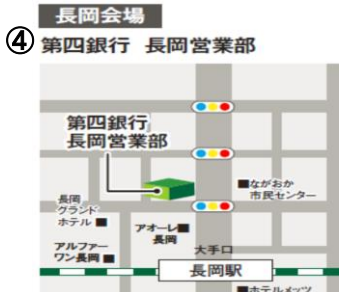 長岡会場
④ 第四銀行 長岡営業部
第四銀行
長岡営業部
■ながおか
市民センター
長岡
グランド
ホテル■
アオーレ■
長岡
アルファー
ワン長岡■
大手口
長岡駅
■ホテルメッツ